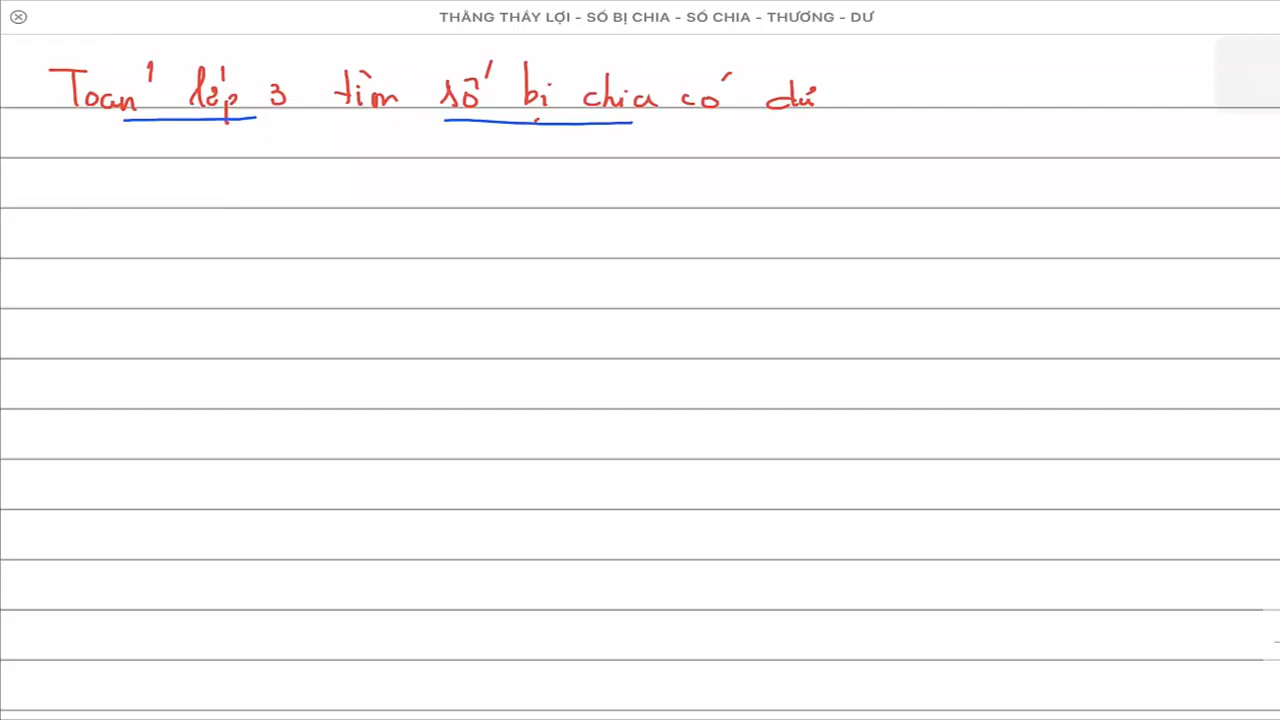 THẰNG THẦY LỢI - SỐ BỊ CHIA - SỐ CHIA - THƯƠNG - DƯ
Toán lớp 3 tìm số bị chia có dư